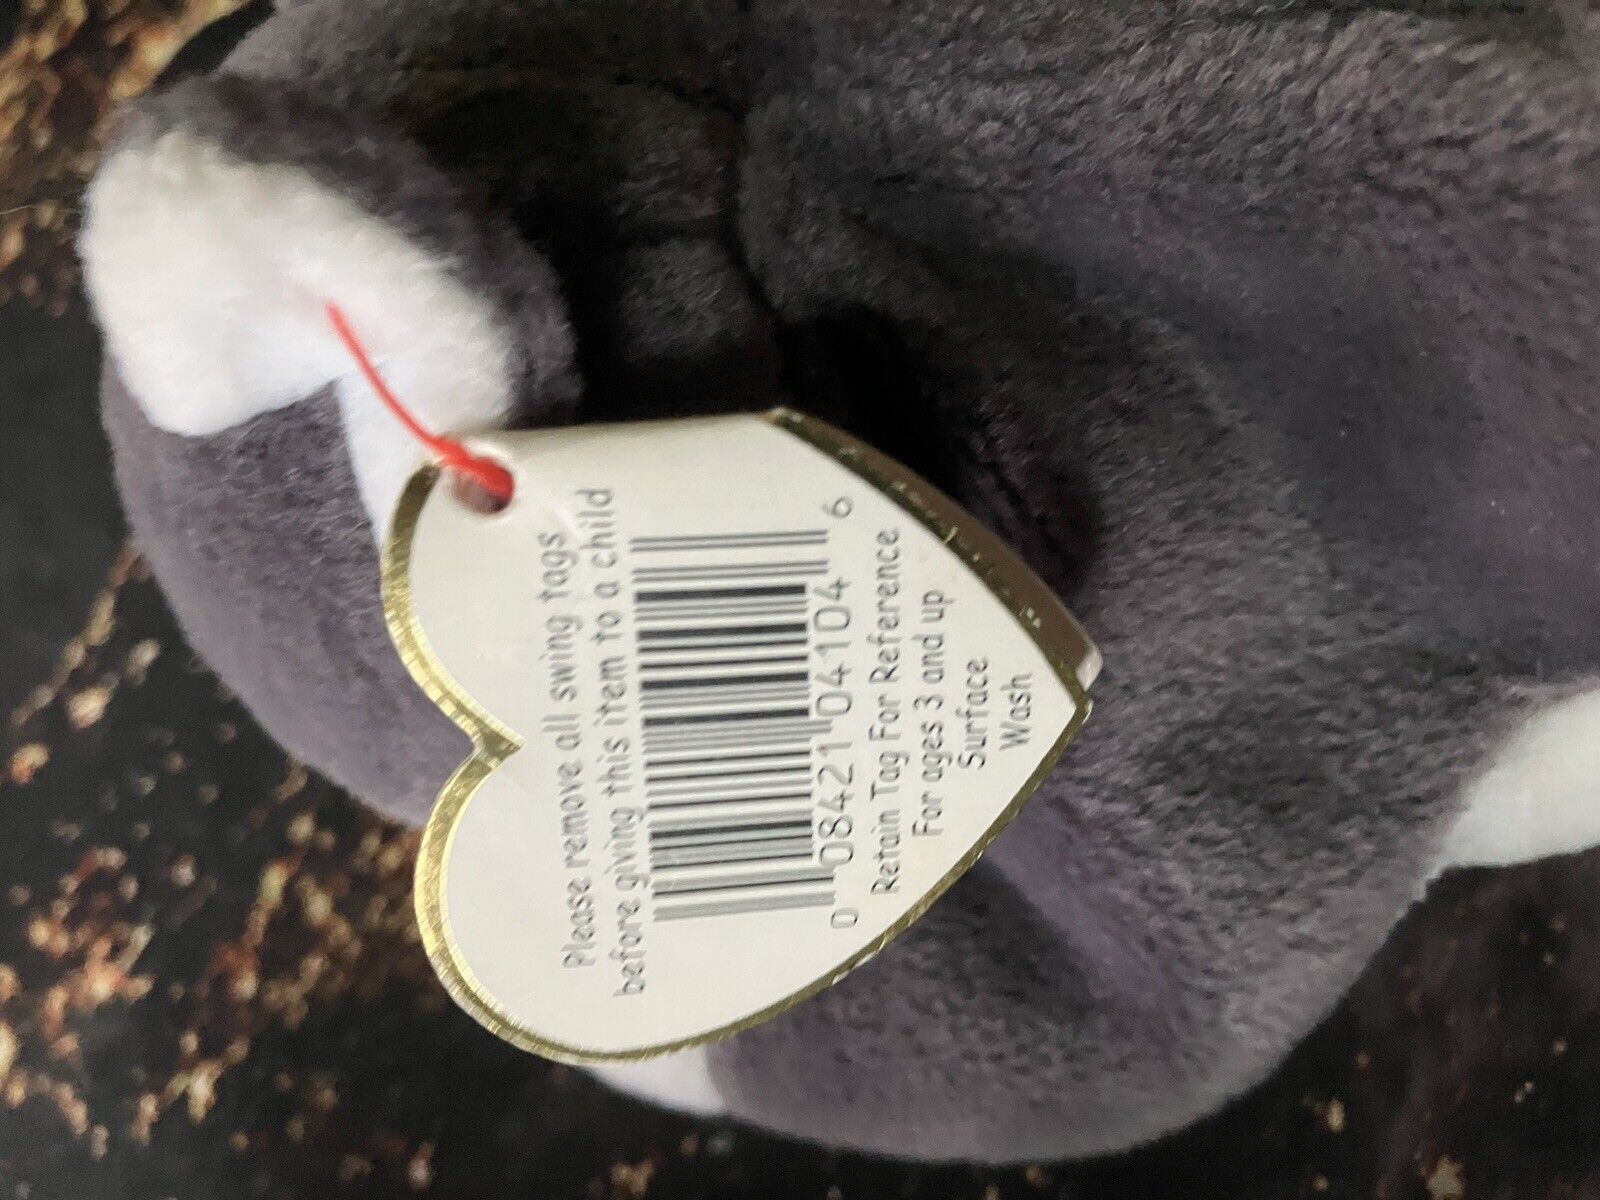 Please remove all swing tags
before giving this item to a child
0 08421 04104 6
Retain Tag For Reference
For ages 3 and up
Surface
Wash